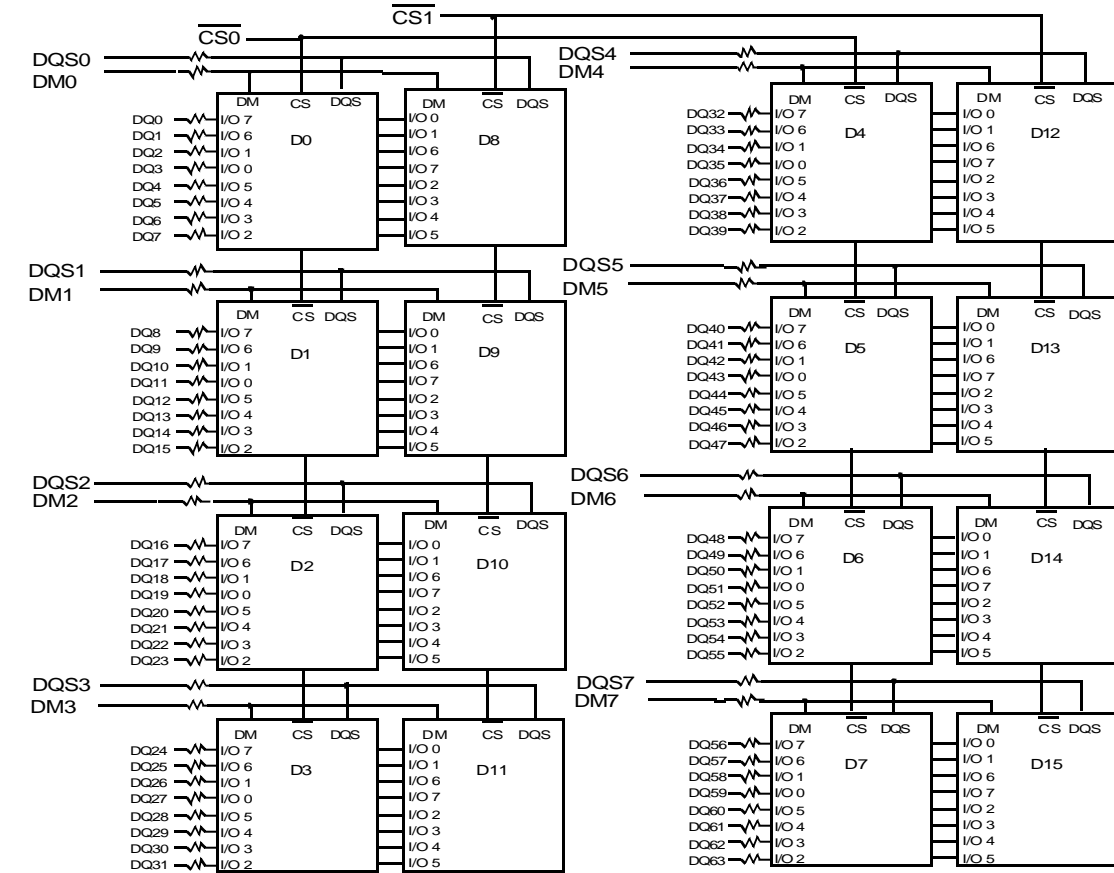 CS1
CS0
DQS0
DM0
DM CS DQS
DM CS DQS
D0
D8
DQ0 I/O 7 I/O 0
DQ1 I/O 6 I/O 1
DQ2 I/O 1 I/O 6
DQ3 I/O 0 I/O 7
DQ4 I/O 5 I/O 2
DQ5 I/O 4 I/O 3
DQ6 I/O 3 I/O 4
DQ7 I/O 2 I/O 5
DQS1
DM1
DM CS DQS
DM CS DQS
D1
D9
DQ8 I/O 7 I/O 0
DQ9 I/O 6 I/O 1
DQ10 I/O 1 I/O 6
DQ11 I/O 0 I/O 7
DQ12 I/O 5 I/O 2
DQ13 I/O 4 I/O 3
DQ14 I/O 3 I/O 4
DQ15 I/O 2 I/O 5
DQS2
DM2
DM CS DQS
DM CS DQS
D2
D10
DQ16 I/O 7 I/O 0
DQ17 I/O 6 I/O 1
DQ18 I/O 1 I/O 6
DQ19 I/O 0 I/O 7
DQ20 I/O 5 I/O 2
DQ21 I/O 4 I/O 3
DQ22 I/O 3 I/O 4
DQ23 I/O 2 I/O 5
DQS3
DM3
DM CS DQS
DM CS DQS
D3
D11
DQ24 I/O 7 I/O 0
DQ25 I/O 6 I/O 1
DQ26 I/O 1 I/O 6
DQ27 I/O 0 I/O 7
DQ28 I/O 5 I/O 2
DQ29 I/O 4 I/O 3
DQ30 I/O 3 I/O 4
DQ31 I/O 2 I/O 5
DQS4
DM4
DM CS DQS
DM CS DQS
D4
D12
DQ32 I/O 7 I/O 0
DQ33 I/O 6 I/O 1
DQ34 I/O 1 I/O 6
DQ35 I/O 0 I/O 7
DQ36 I/O 5 I/O 2
DQ37 I/O 4 I/O 3
DQ38 I/O 3 I/O 4
DQ39 I/O 2 I/O 5
DQS5
DM5
DM CS DQS
DM CS DQS
D5
D13
DQ40 I/O 7 I/O 0
DQ41 I/O 6 I/O 1
DQ42 I/O 1 I/O 6
DQ43 I/O 0 I/O 7
DQ44 I/O 5 I/O 2
DQ45 I/O 4 I/O 3
DQ46 I/O 3 I/O 4
DQ47 I/O 2 I/O 5
DQS6
DM6
DM CS DQS
DM CS DQS
D6
D14
DQ48 I/O 7 I/O 0
DQ49 I/O 6 I/O 1
DQ50 I/O 1 I/O 6
DQ51 I/O 0 I/O 7
DQ52 I/O 5 I/O 2
DQ53 I/O 4 I/O 3
DQ54 I/O 3 I/O 4
DQ55 I/O 2 I/O 5
DQS7
DM7
DM CS DQS
DM CS DQS
D7
D15
DQ56 I/O 7 I/O 0
DQ57 I/O 6 I/O 1
DQ58 I/O 1 I/O 6
DQ59 I/O 0 I/O 7
DQ60 I/O 5 I/O 2
DQ61 I/O 4 I/O 3
DQ62 I/O 3 I/O 4
DQ63 I/O 2 I/O 5